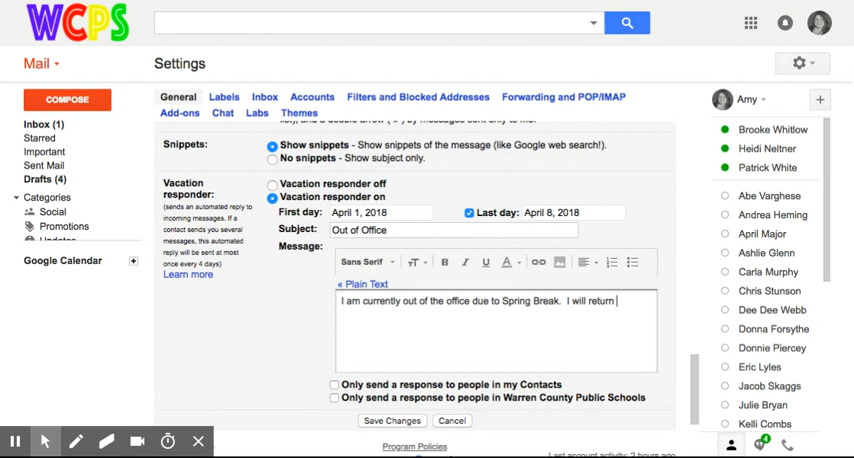 WCPS
Mail
Settings
COMPOSE
General Labels Inbox Accounts Filters and Blocked Addresses Forwarding and POP/IMAP
Add-ons Chat Labs Themes
Inbox (1)
Starred
Important
Sent Mail
Drafts (4)
Categories
Social
Promotions
Google Calendar
Snippets:
Show snippets - Show snippets of the message (like Google web search!).
No snippets - Show subject only.
Vacation responder:
(sends an automated reply to
incoming messages. If a
contact sends you several
messages, this automated
reply will be sent at most
once every 4 days)
Learn more
Vacation responder off
Vacation responder on
First day: April 1, 2018 Last day: April 8, 2018
Subject: Out of Office
Message:
Sans Serif B I U A
« Plain Text
I am currently out of the office due to Spring Break. I will return
Only send a response to people in my Contacts
Only send a response to people in Warren County Public Schools
Save Changes Cancel
Program Policies
Last account activity: 2 hours ago
Amy
Brooke Whitlow
Heidi Neltner
Patrick White
Abe Varghese
Andrea Heming
April Major
Ashlie Glenn
Carla Murphy
Chris Stunson
Dee Dee Webb
Donna Forsythe
Donnie Piercey
Eric Lyles
Jacob Skaggs
Julie Bryan
Kelli Combs
4